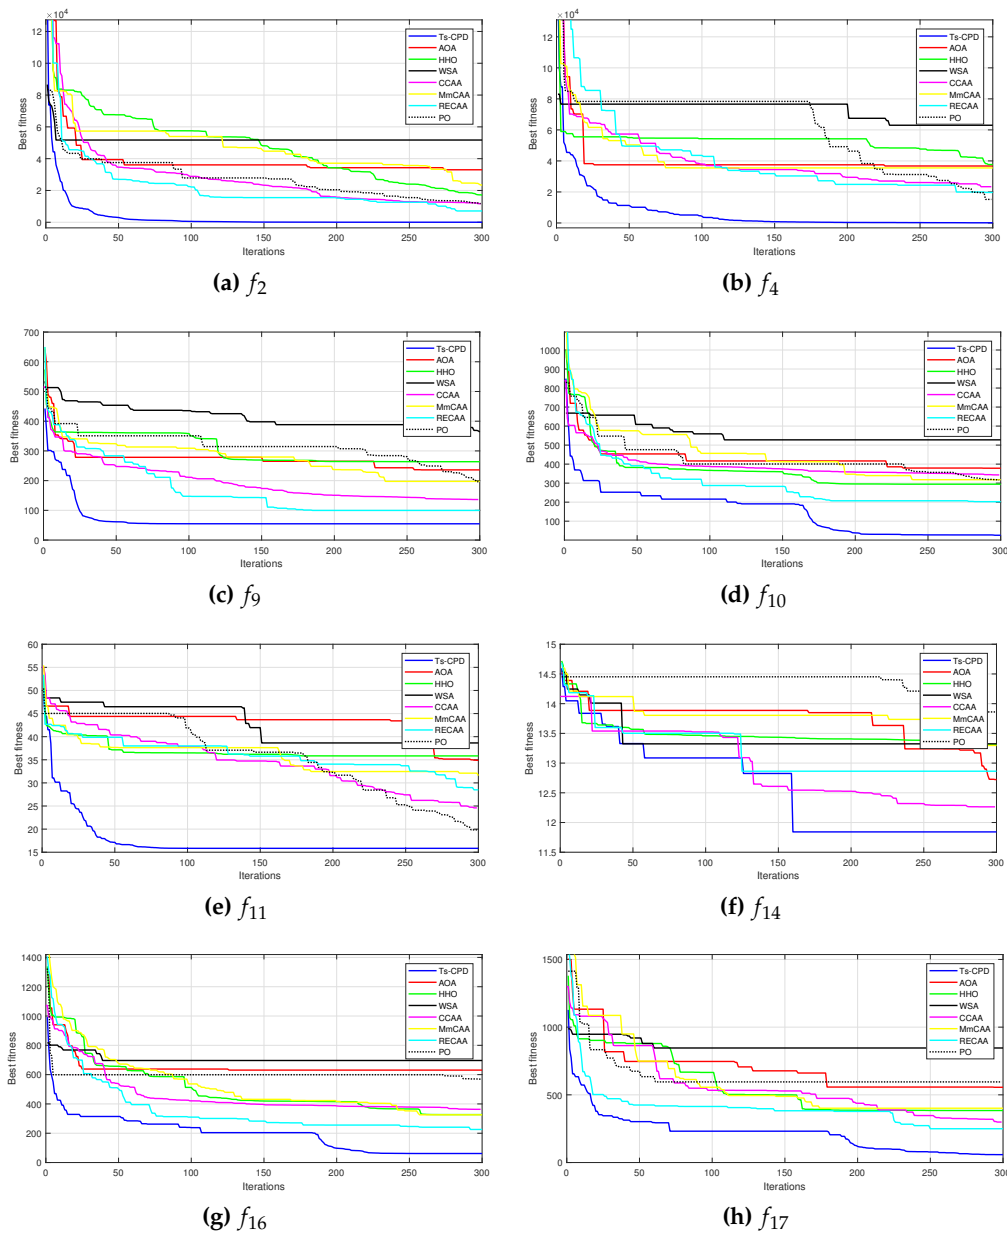 × 10⁴
12
10
8
6
4
2
0
Best fitness
0 50 100 150 200 250 300
Iterations
Ts-CPD
AOA
HHO
WSA
CCAA
MmCAA
RECAA
PO
(a) f₂
× 10⁴
12
10
8
6
4
2
0
Best fitness
0 50 100 150 200 250 300
Iterations
Ts-CPD
AOA
HHO
WSA
CCAA
MmCAA
RECAA
PO
(b) f₄
700
600
500
400
300
200
100
0
Best fitness
0 50 100 150 200 250 300
Iterations
Ts-CPD
AOA
HHO
WSA
CCAA
MmCAA
RECAA
PO
(c) f₉
1000
900
800
700
600
500
400
300
200
100
Best fitness
0 50 100 150 200 250 300
Iterations
Ts-CPD
AOA
HHO
WSA
CCAA
MmCAA
RECAA
PO
(d) f₁₀
60
55
50
45
40
35
30
25
20
15
Best fitness
0 50 100 150 200 250 300
Iterations
Ts-CPD
AOA
HHO
WSA
CCAA
MmCAA
RECAA
PO
(e) f₁₁
15
14.5
14
13.5
13
12.5
12
11.5
Best fitness
0 50 100 150 200 250 300
Iterations
Ts-CPD
AOA
HHO
WSA
CCAA
MmCAA
RECAA
PO
(f) f₁₄
1400
1200
1000
800
600
400
200
0
Best fitness
0 50 100 150 200 250 300
Iterations
Ts-CPD
AOA
HHO
WSA
CCAA
MmCAA
RECAA
PO
(g) f₁₆
1500
1000
500
0
Best fitness
0 50 100 150 200 250 300
Iterations
Ts-CPD
AOA
HHO
WSA
CCAA
MmCAA
RECAA
PO
(h) f₁₇